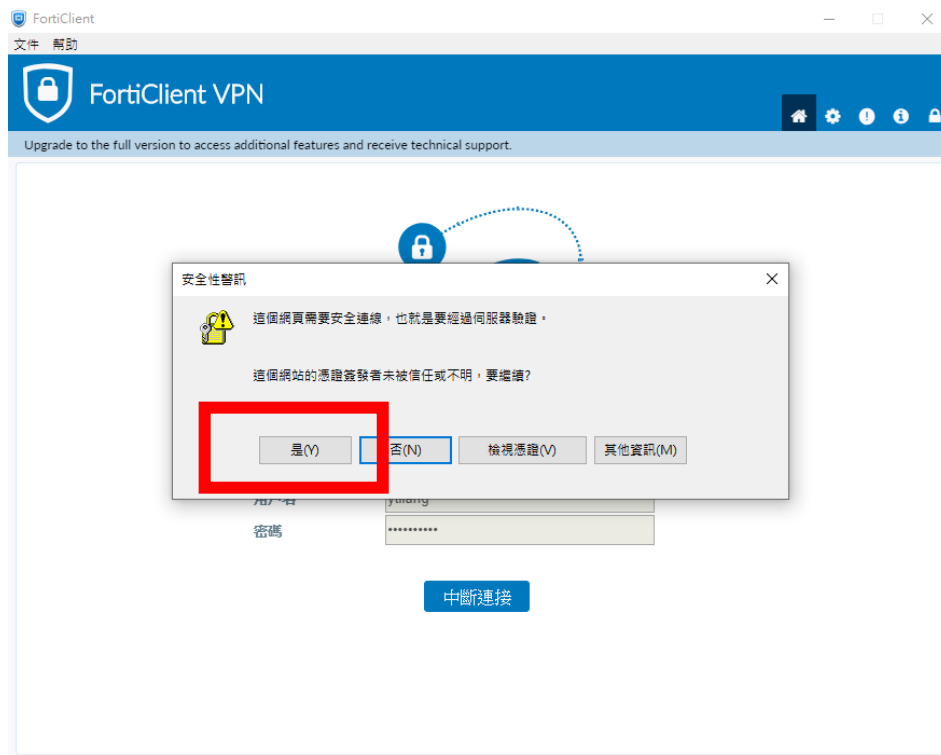 FortiClient
文件 幫助
FortiClient VPN
Upgrade to the full version to access additional features and receive technical support.
安全性警訊
這個網頁需要安全連線，也就是要經過伺服器驗證。
這個網站的憑證簽發者未被信任或不明，要繼續?
是(Y) 否(N) 檢視憑證(V) 其他資訊(M)
用戶名
密碼 ••••••••••
中斷連接